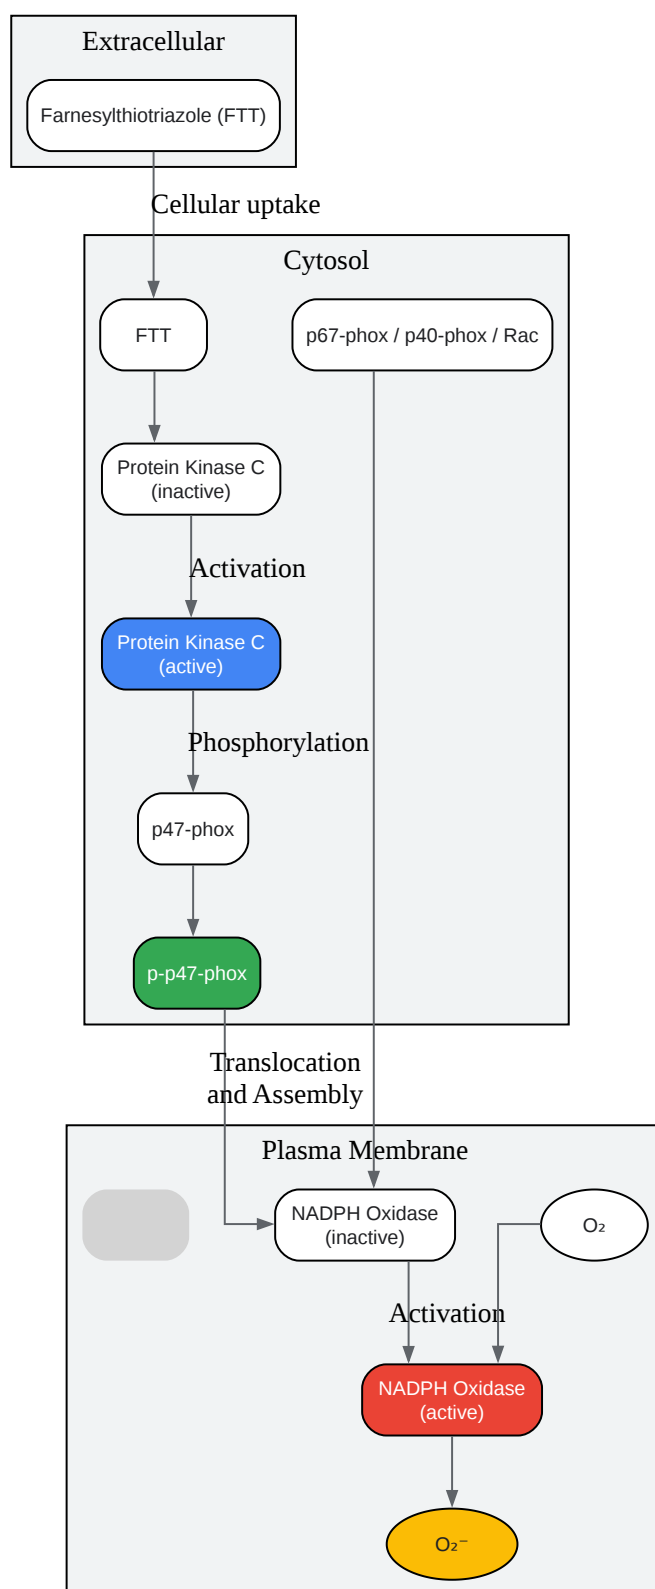 Extracellular
Farnesylthiotriazole (FTT)
Cellular uptake
Cytosol
FTT
p67-phox / p40-phox / Rac
Protein Kinase C
(inactive)
Activation
Protein Kinase C
(active)
Phosphorylation
p47-phox
p-p47-phox
Translocation
and Assembly
Plasma Membrane
NADPH Oxidase
(inactive)
O₂
Activation
NADPH Oxidase
(active)
O₂⁻